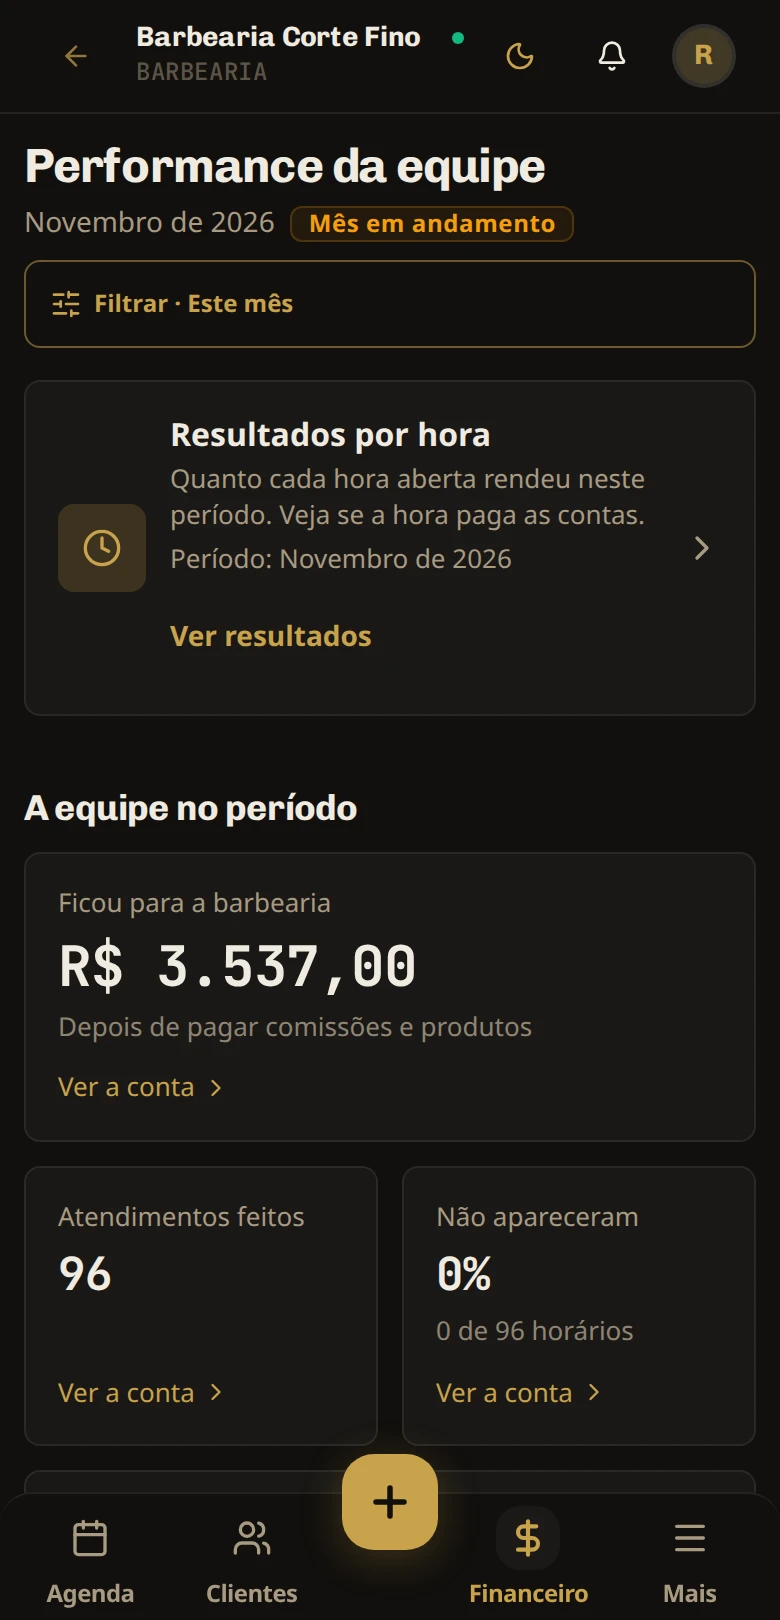 Barbearia Corte Fino
BARBEARIA
R
Performance da equipe
Novembro de 2026 Mês em andamento
Filtrar · Este mês
Resultados por hora
Quanto cada hora aberta rendeu neste
período. Veja se a hora paga as contas.
Período: Novembro de 2026
Ver resultados
A equipe no período
Ficou para a barbearia
R$ 3.537,00
Depois de pagar comissões e produtos
Ver a conta
Atendimentos feitos
96
Ver a conta
Não apareceram
0%
0 de 96 horários
Ver a conta
Agenda
Clientes
Financeiro
Mais